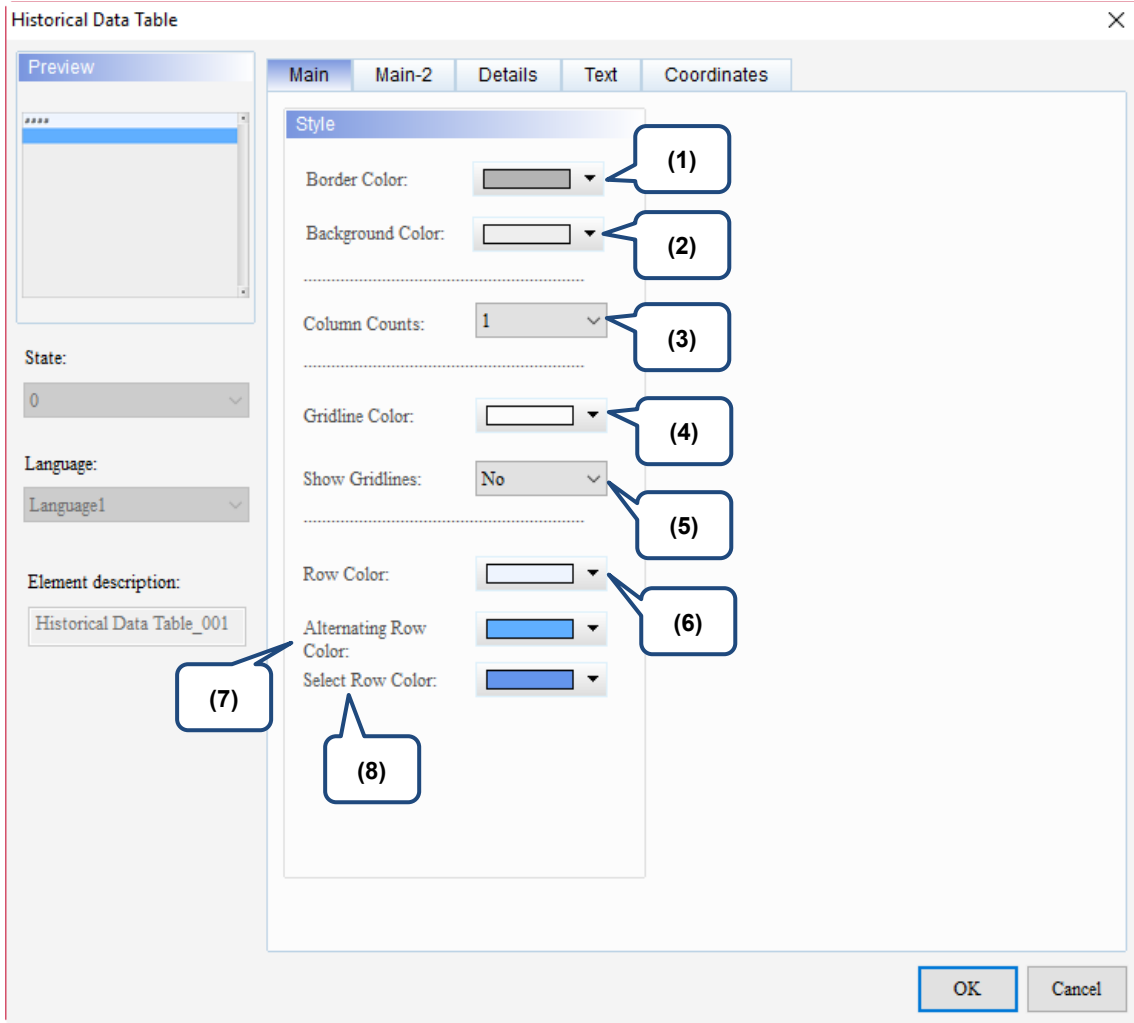 Historical Data Table
Preview
####
State:
0
Language:
Language1
Element description:
Historical Data Table_001
Main
Main-2
Details
Text
Coordinates
Style
Border Color:
(1)
Background Color:
(2)
Column Counts:
1
(3)
Gridline Color:
(4)
Show Gridlines:
No
(5)
Row Color:
(6)
Alternating Row
Color:
(7)
Select Row Color:
(8)
OK
Cancel